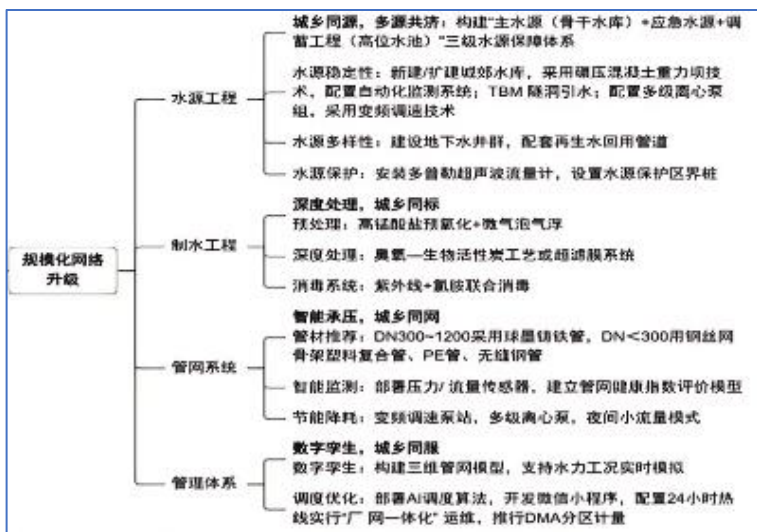 城乡同源，多源共济：构建“主水源（骨干水库）+应急水源+调
蓄工程（高位水池）”三级水源保障体系
水源稳定性：新建/扩建城郊水库，采用碾压混凝土重力坝技
术，配置自动化监测系统；TBM 隧洞引水；配置多级离心泵
组，采用变频调速技术
水源工程
水源多样性：建设地下水井群，配套再生水回用管道
水源保护：安装多普勒超声波流量计，设置水源保护区界桩
深度处理，城乡同标
预处理：高锰酸盐预氧化+微气泡气浮
制水工程
深度处理：臭氧—生物活性炭工艺或超滤膜系统
消毒系统：紫外线+氯胺联合消毒
规模化网络
升级
智能承压，城乡同网
管材推荐：DN300~1200采用球墨铸铁管，DN＜300用钢丝网
骨架塑料复合管、PE管、无缝钢管
管网系统
智能监测：部署压力/ 流量传感器，建立管网健康指数评价模型
节能降耗：变频调速泵站，多级离心泵，夜间小流量模式
数字孪生，城乡同服
数字孪生：构建三维管网模型，支持水力工况实时模拟
管理体系
调度优化：部署AI调度算法，开发微信小程序，配置24小时热
线实行“厂 网一体化” 运维，推行DMA分区计量